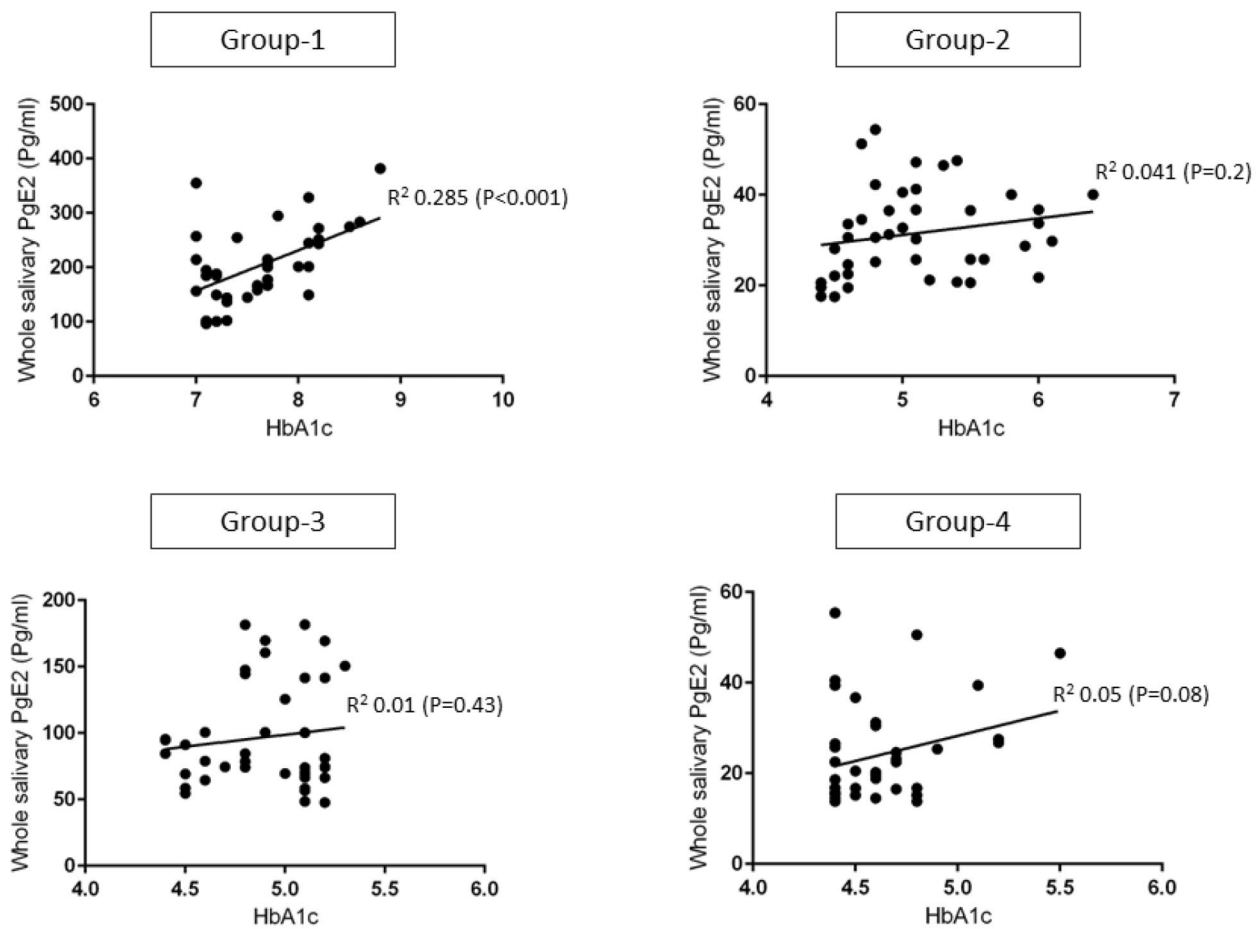 Group-1
Whole salivary PgE2 (Pg/ml)
500
400
300
200
100
0
R² 0.285 (P<0.001)
6 7 8 9 10
HbA1c
Group-2
Whole salivary PgE2 (Pg/ml)
60
40
20
0
R² 0.041 (P=0.2)
4 5 6 7
HbA1c
Group-3
Whole salivary PgE2 (Pg/ml)
200
150
100
50
0
R² 0.01 (P=0.43)
4.0 4.5 5.0 5.5 6.0
HbA1c
Group-4
Whole salivary PgE2 (Pg/ml)
60
40
20
0
R² 0.05 (P=0.08)
4.0 4.5 5.0 5.5 6.0
HbA1c